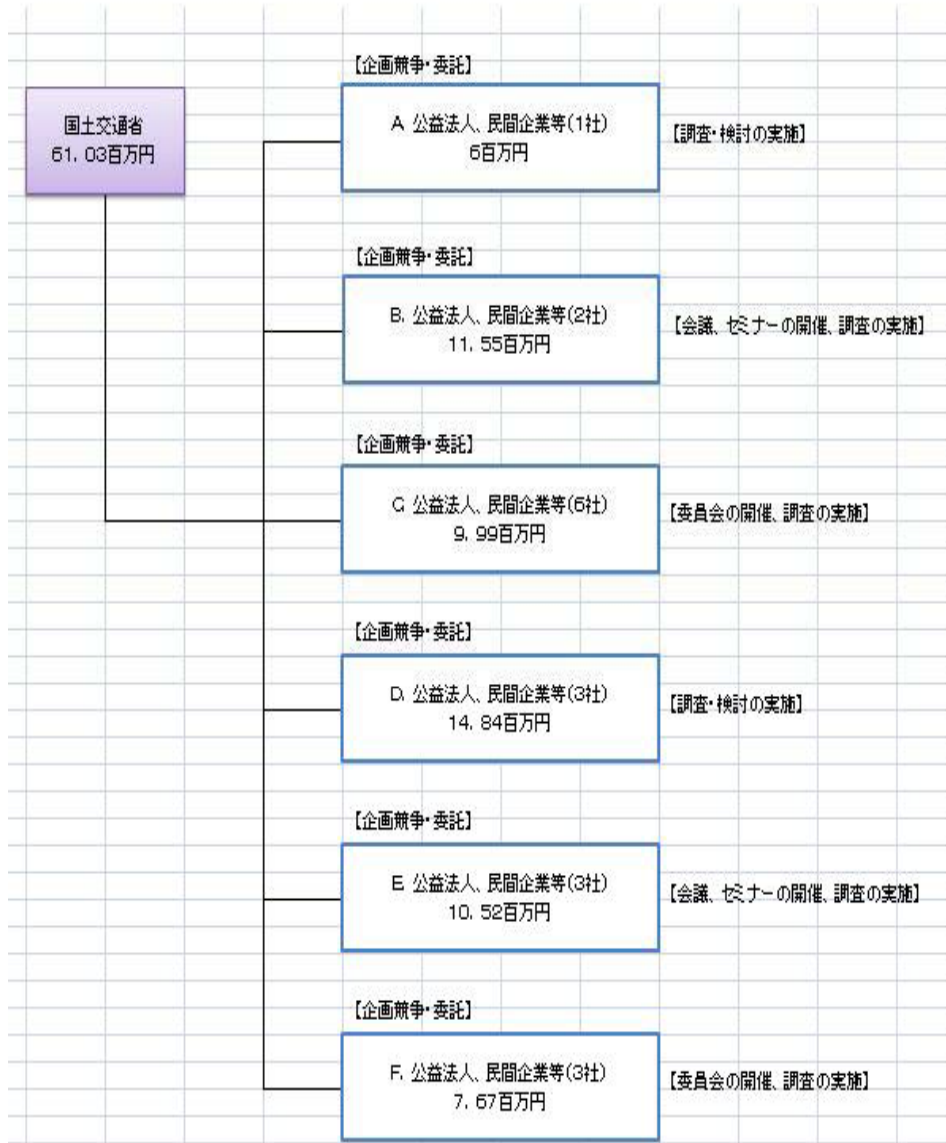 国土交通省
61.03百万円
【企画競争・委託】
A 公益法人、民間企業等(1社)
6百万円
【調査・検討の実施】
【企画競争・委託】
B. 公益法人、民間企業等(2社)
11.55百万円
【会議、セミナーの開催、調査の実施】
【企画競争・委託】
C 公益法人、民間企業等(6社)
9.99百万円
【委員会の開催、調査の実施】
【企画競争・委託】
D. 公益法人、民間企業等(3社)
14.84百万円
【調査・検討の実施】
【企画競争・委託】
E 公益法人、民間企業等(3社)
10.52百万円
【会議、セミナーの開催、調査の実施】
【企画競争・委託】
F. 公益法人、民間企業等(3社)
7.67百万円
【委員会の開催、調査の実施】